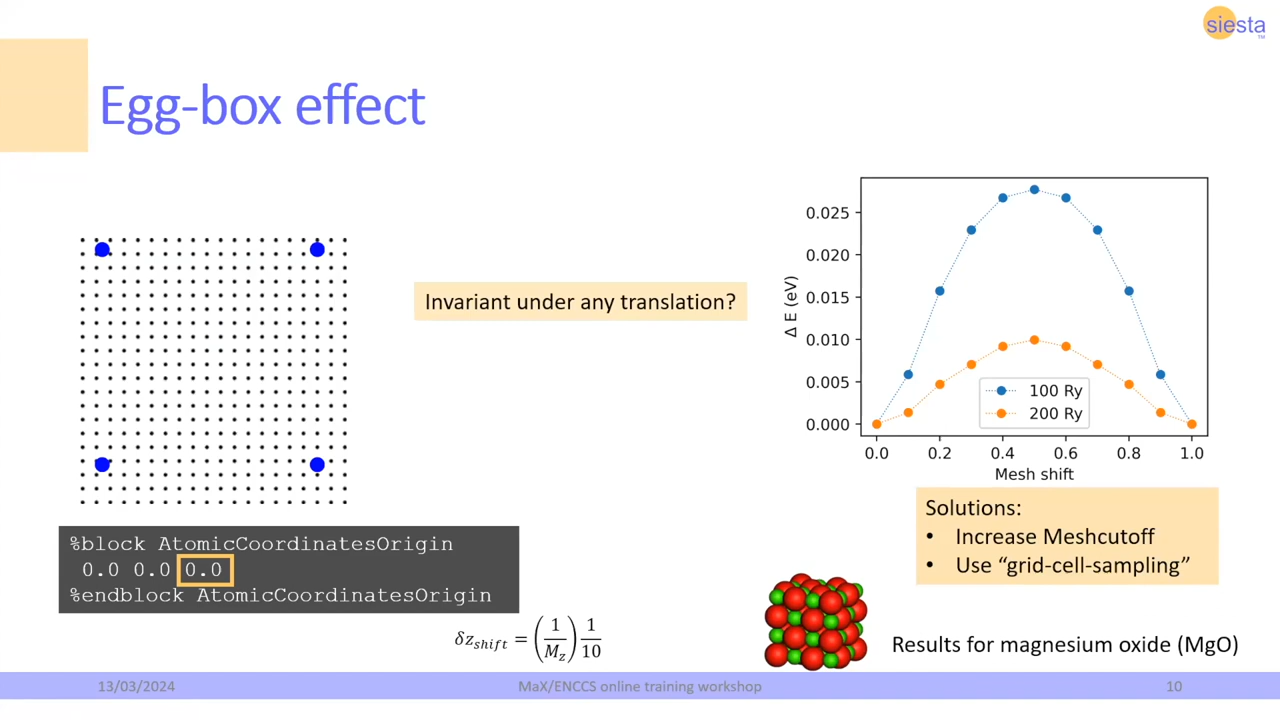 siesta
TM
Egg-box effect
Invariant under any translation?
0.025
0.020
0.015
0.010
0.005
0.000
Δ E (eV)
100 Ry
200 Ry
0.0 0.2 0.4 0.6 0.8 1.0
Mesh shift
Solutions:
• Increase Meshcutoff
• Use “grid-cell-sampling”
%block AtomicCoordinatesOrigin
0.0 0.0 0.0
%endblock AtomicCoordinatesOrigin
δz_shift = (1/M_z) 1/10
Results for magnesium oxide (MgO)
13/03/2024 MaX/ENCCS online training workshop 10